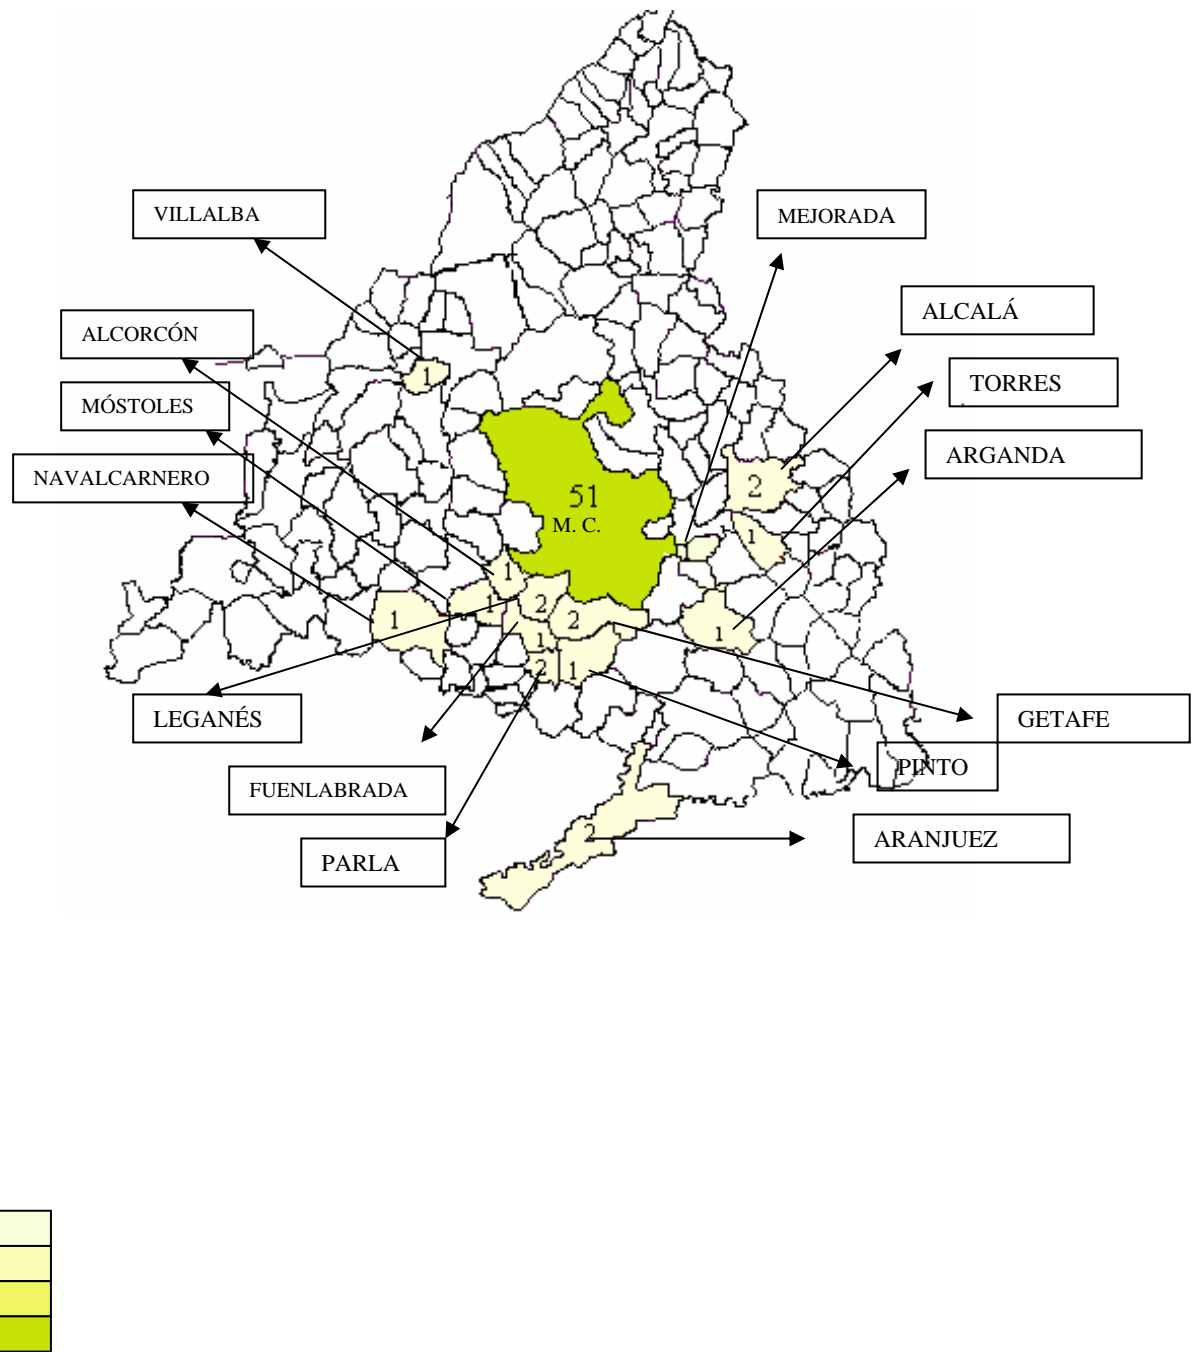 VILLALBA
MEJORADA
ALCALÁ
ALCORCÓN
TORRES
MÓSTOLES
ARGANDA
NAVALCARNERO
1
2
51
M. C.
1
1
1
1
2
2
1
1
1
2
1
LEGANÉS
GETAFE
PINTO
FUENLABRADA
2
ARANJUEZ
PARLA